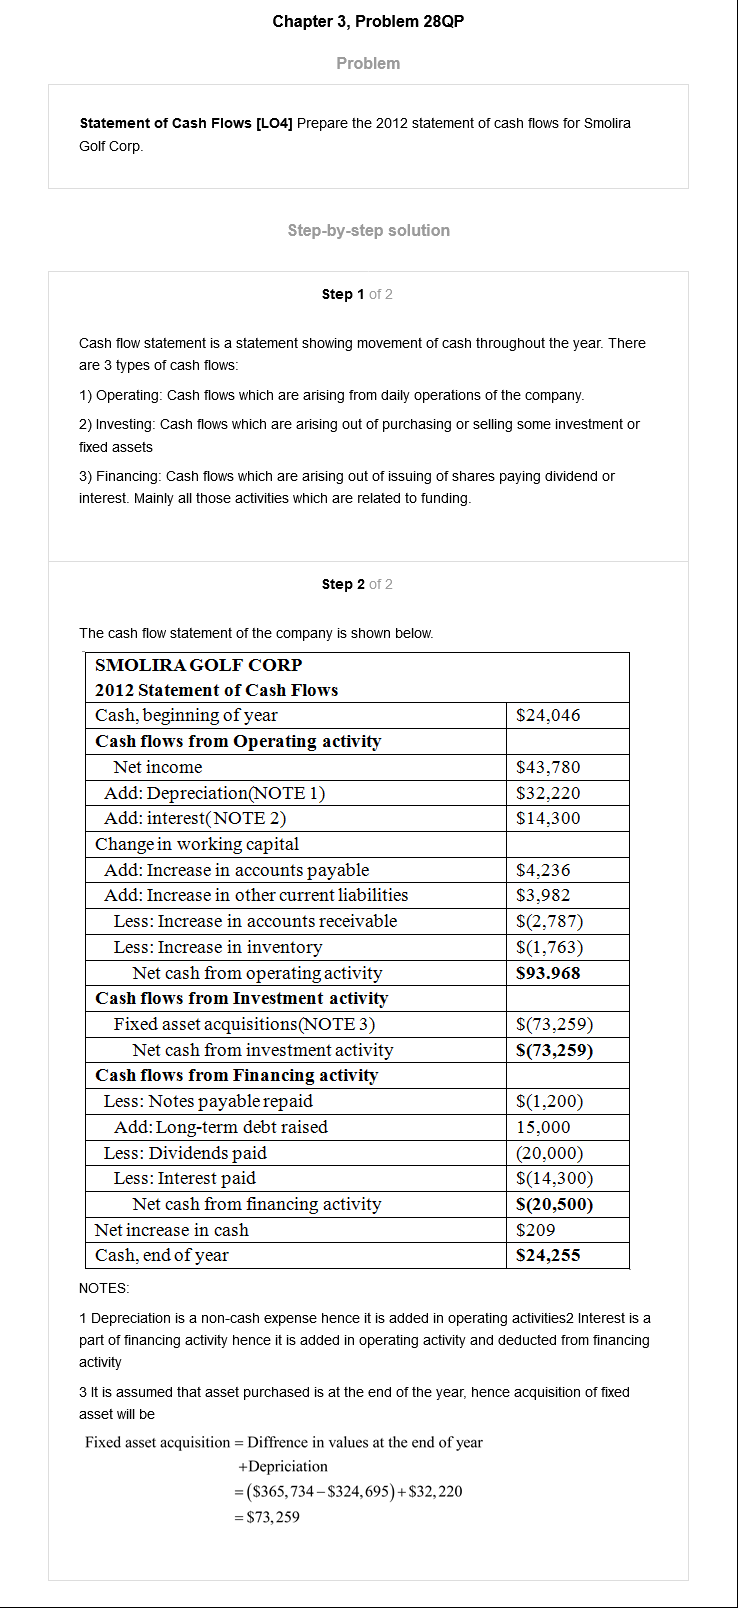 Chapter 3, Problem 28QP
Problem
Statement of Cash Flows [LO4] Prepare the 2012 statement of cash flows for Smolira
Golf Corp.
Step-by-step solution
Step 1 of 2
Cash flow statement is a statement showing movement of cash throughout the year. There
are 3 types of cash flows:
1) Operating: Cash flows which are arising from daily operations of the company.
2) Investing: Cash flows which are arising out of purchasing or selling some investment or
fixed assets
3) Financing: Cash flows which are arising out of issuing of shares paying dividend or
interest. Mainly all those activities which are related to funding.
Step 2 of 2
The cash flow statement of the company is shown below.
SMOLIRA GOLF CORP
2012 Statement of Cash Flows
Cash, beginning of year $24,046
Cash flows from Operating activity
Net income $43,780
Add: Depreciation(NOTE 1) $32,220
Add: interest(NOTE 2) $14,300
Change in working capital
Add: Increase in accounts payable $4,236
Add: Increase in other current liabilities $3,982
Less: Increase in accounts receivable $(2,787)
Less: Increase in inventory $(1,763)
Net cash from operating activity $93.968
Cash flows from Investment activity
Fixed asset acquisitions(NOTE 3) $(73,259)
Net cash from investment activity $(73,259)
Cash flows from Financing activity
Less: Notes payable repaid $(1,200)
Add: Long-term debt raised 15,000
Less: Dividends paid (20,000)
Less: Interest paid $(14,300)
Net cash from financing activity $(20,500)
Net increase in cash $209
Cash, end of year $24,255
NOTES:
1 Depreciation is a non-cash expense hence it is added in operating activities2 Interest is a
part of financing activity hence it is added in operating activity and deducted from financing
activity
3 It is assumed that asset purchased is at the end of the year, hence acquisition of fixed
asset will be
Fixed asset acquisition = Diffrence in values at the end of year
+Depriciation
= ($365,734 − $324,695) + $32,220
= $73,259